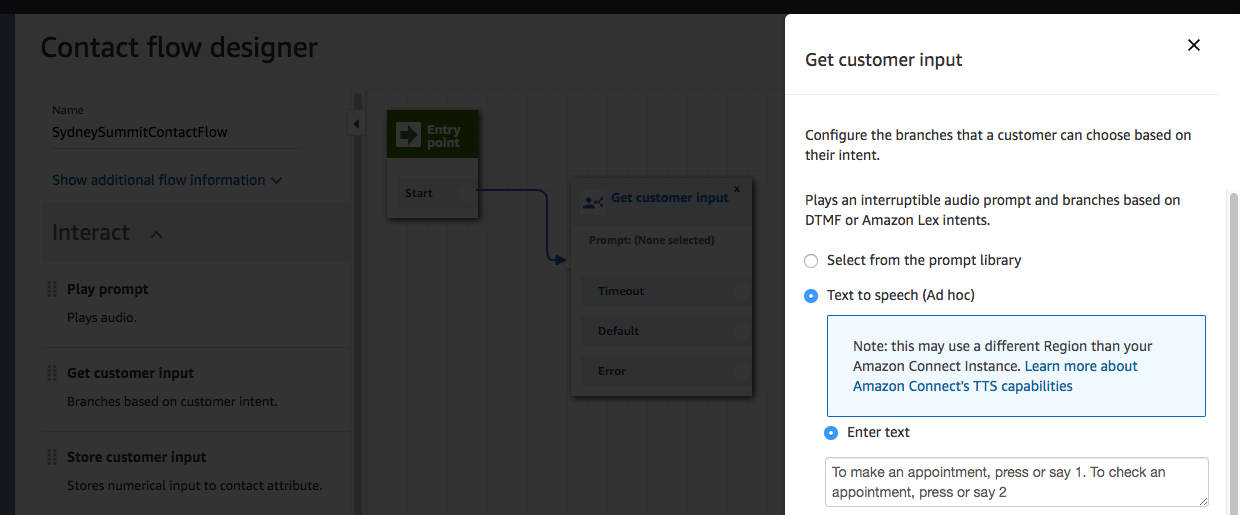 Contact flow designer
Name
SydneySummitContactFlow
Show additional flow information
Interact
Play prompt
Plays audio.
Get customer input
Branches based on customer intent.
Store customer input
Stores numerical input to contact attribute.
Entry
point
Start
Get customer input
x
Prompt: (None selected)
Timeout
Default
Error
Get customer input
Configure the branches that a customer can choose based on
their intent.
Plays an interruptible audio prompt and branches based on
DTMF or Amazon Lex intents.
Select from the prompt library
Text to speech (Ad hoc)
Note: this may use a different Region than your
Amazon Connect Instance. Learn more about
Amazon Connect's TTS capabilities
Enter text
To make an appointment, press or say 1. To check an
appointment, press or say 2